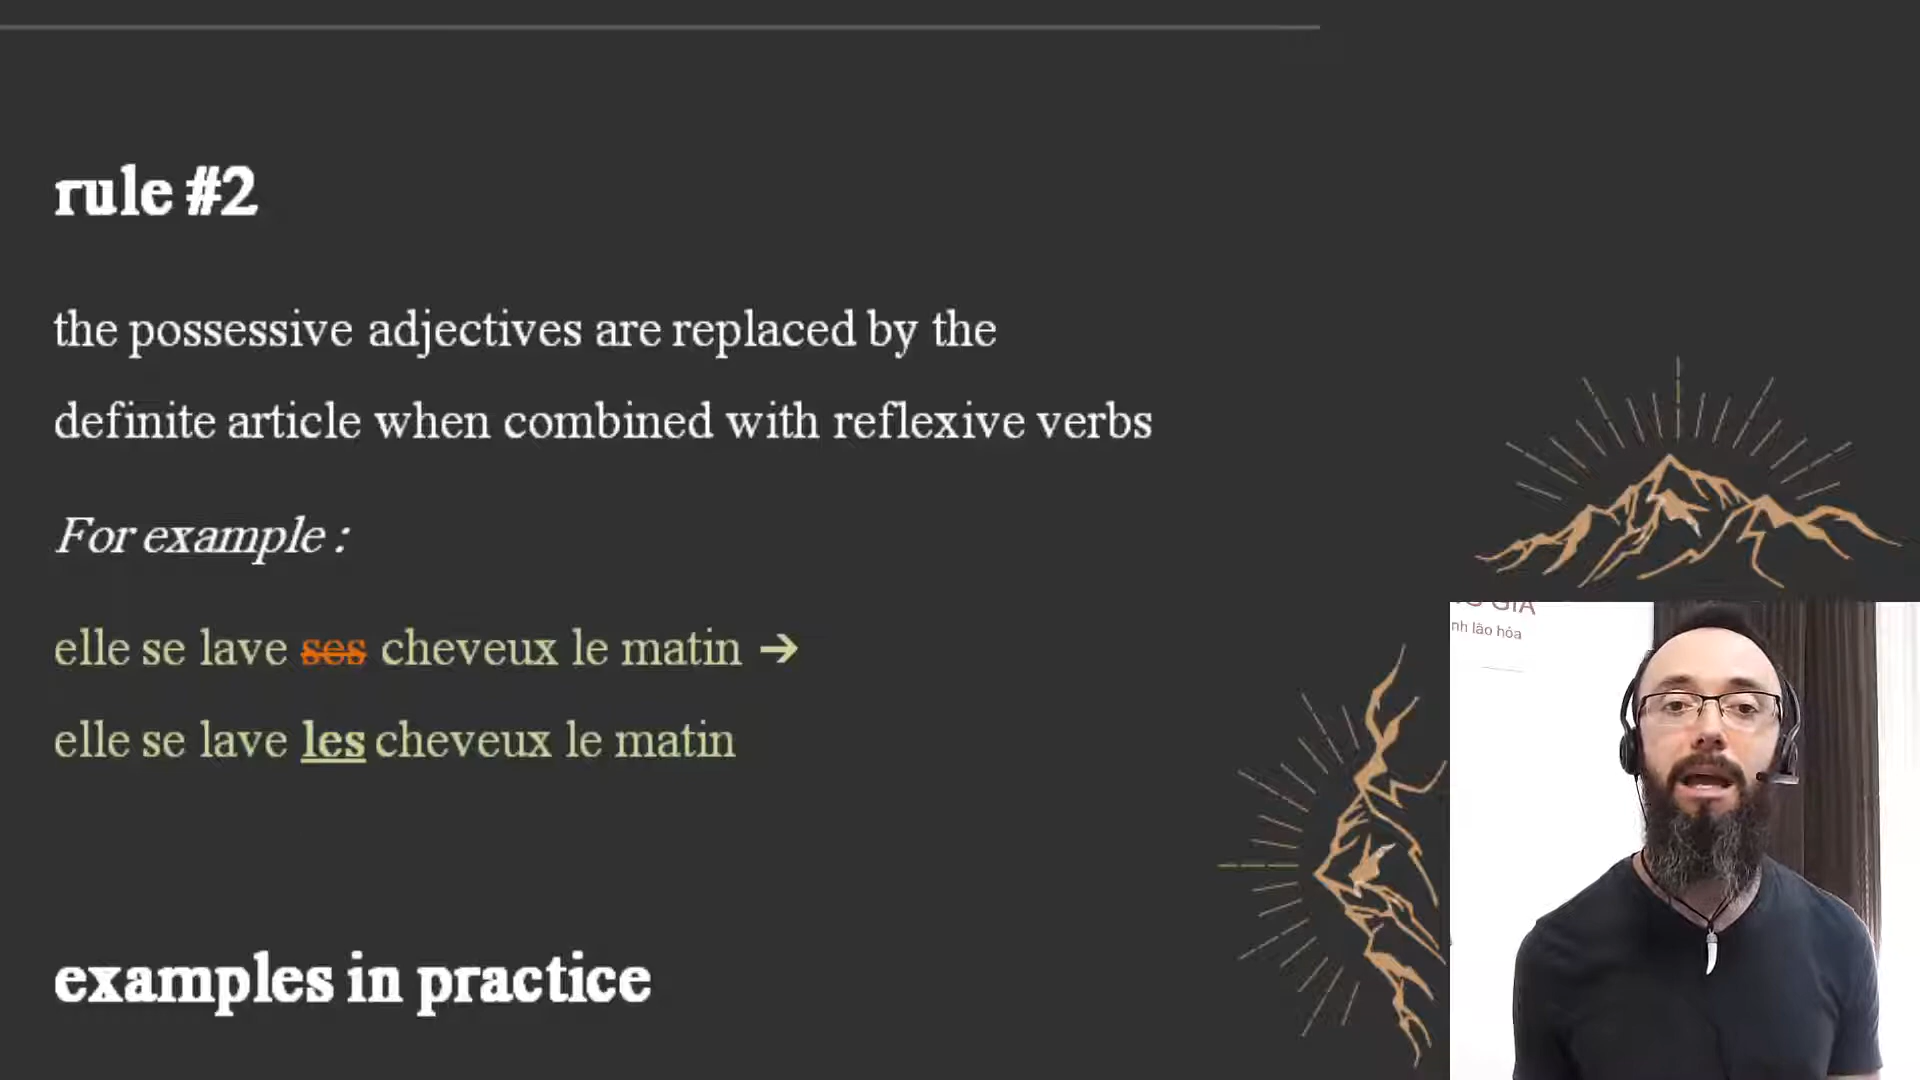 rule #2
the possessive adjectives are replaced by the
definite article when combined with reflexive verbs
For example :
elle se lave ses cheveux le matin ➔
elle se lave les cheveux le matin
examples in practice
GIA
nh lão hóa